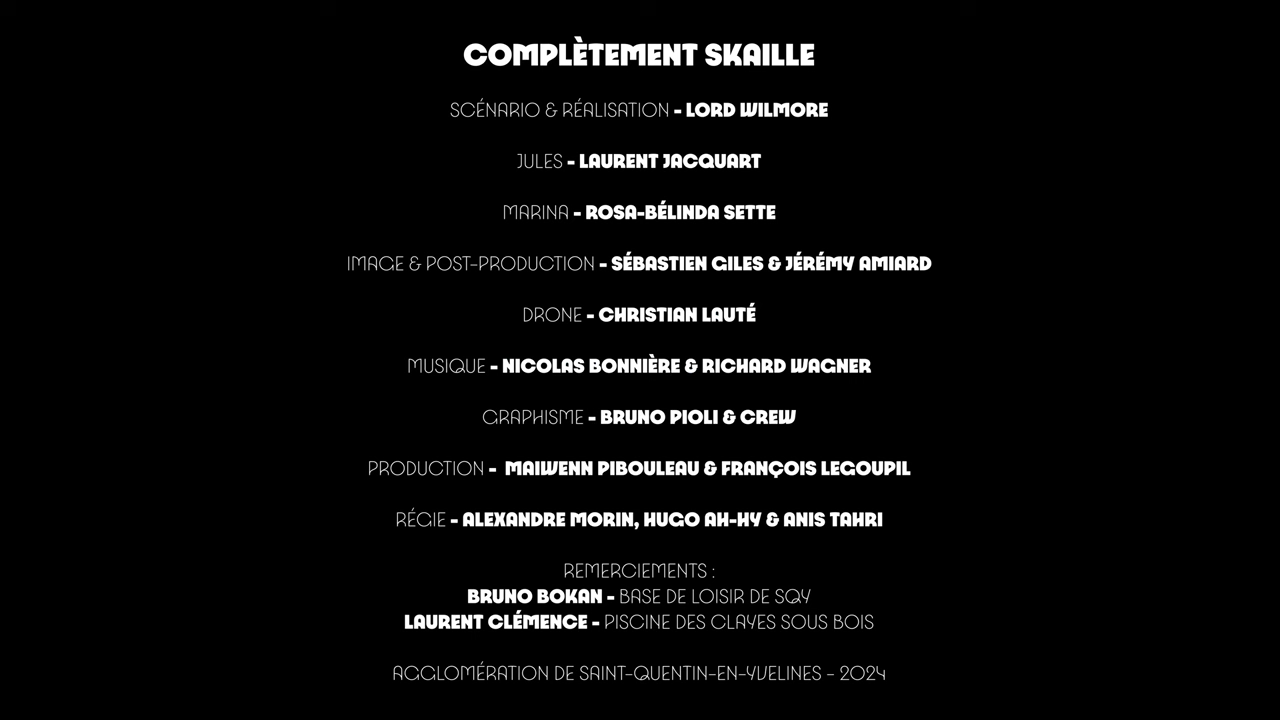 COMPLÈTEMENT SKAILLE
SCÉNARIO & RÉALISATION - LORD WILMORE
JULES - LAURENT JACQUART
MARINA - ROSA-BÉLINDA SETTE
IMAGE & POST-PRODUCTION - SÉBASTIEN GILES & JÉRÉMY AMIARD
DRONE - CHRISTIAN LAUTÉ
MUSIQUE - NICOLAS BONNIÈRE & RICHARD WAGNER
GRAPHISME - BRUNO PIOLI & CREW
PRODUCTION - MAIWENN PIBOULEAU & FRANÇOIS LEGOUPIL
RÉGIE - ALEXANDRE MORIN, HUGO AH-HY & ANIS TAHRI
REMERCIEMENTS :
BRUNO BOKAN - BASE DE LOISIR DE SQY
LAURENT CLÉMENCE - PISCINE DES CLAYES SOUS BOIS
AGGLOMÉRATION DE SAINT-QUENTIN-EN-YVELINES - 2024